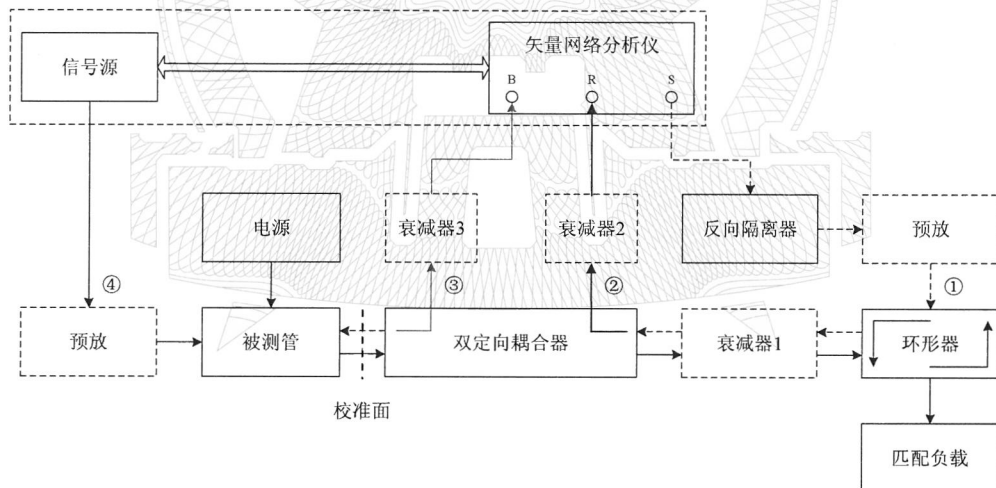 信号源
矢量网络分析仪
B
R
S
电源
衰减器3
衰减器2
反向隔离器
预放
④
③
②
①
预放
被测管
双定向耦合器
衰减器1
环形器
校准面
匹配负载